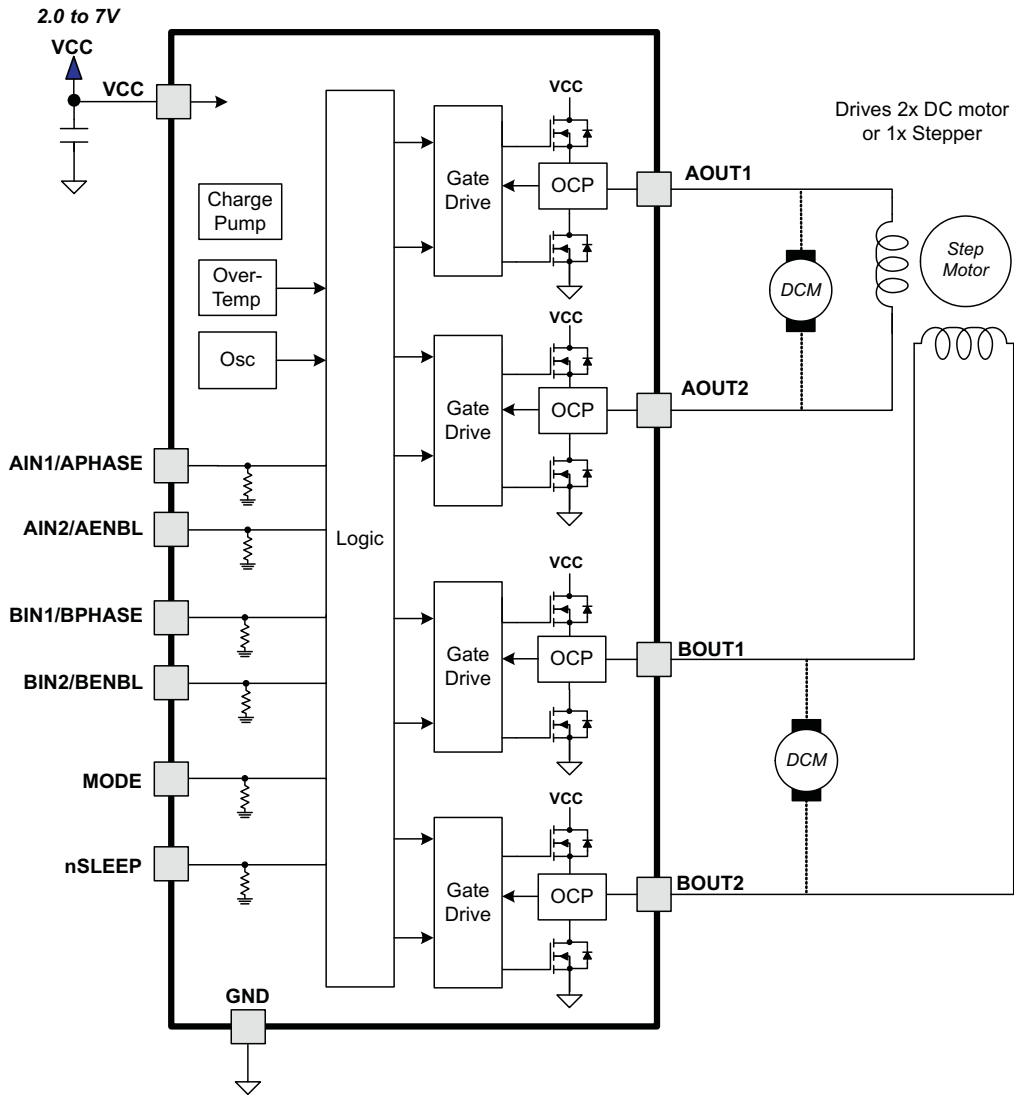 2.0 to 7V
VCC
VCC
Drives 2x DC motor
or 1x Stepper
Charge
Pump
Over-
Temp
Osc
AIN1/APHASE
AIN2/AENBL
BIN1/BPHASE
BIN2/BENBL
MODE
nSLEEP
GND
Logic
VCC
Gate
Drive
OCP
AOUT1
VCC
Gate
Drive
OCP
AOUT2
DCM
Step
Motor
VCC
Gate
Drive
OCP
BOUT1
VCC
Gate
Drive
OCP
BOUT2
DCM